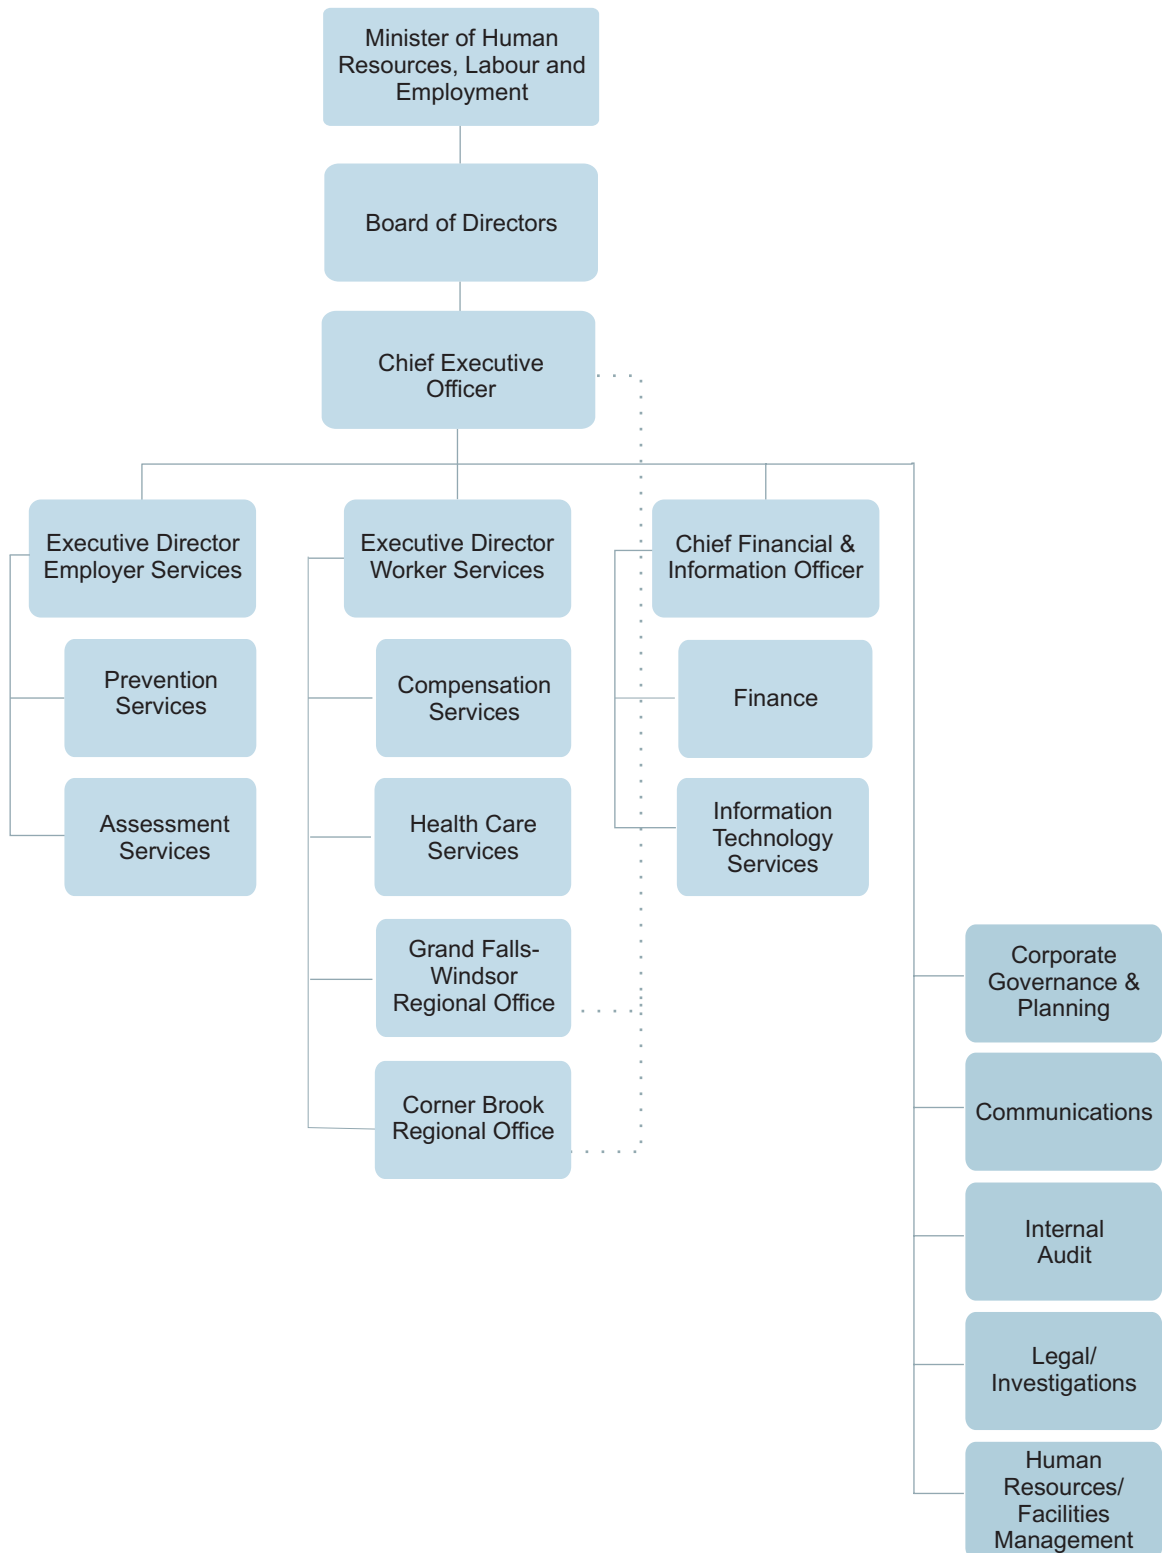 Minister of Human
Resources, Labour and
Employment
Board of Directors
Chief Executive
Officer
Executive Director
Employer Services
Executive Director
Worker Services
Chief Financial &
Information Officer
Prevention
Services
Compensation
Services
Finance
Assessment
Services
Health Care
Services
Information
Technology
Services
Grand Falls-
Windsor
Regional Office
Corner Brook
Regional Office
Corporate
Governance &
Planning
Communications
Internal
Audit
Legal/
Investigations
Human
Resources/
Facilities
Management